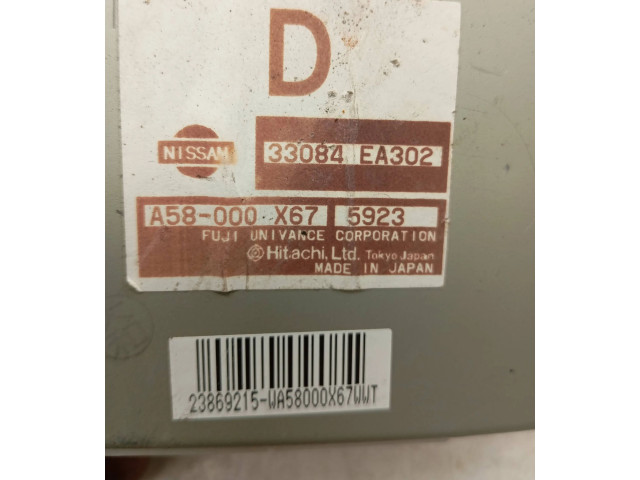 D
NISSAN
33084 EA302
A58-000 X67 5923
FUJI UNIVANCE CORPORATION
Hitachi, Ltd. Tokyo Japan
MADE IN JAPAN
23869215-WA58000X67WWT